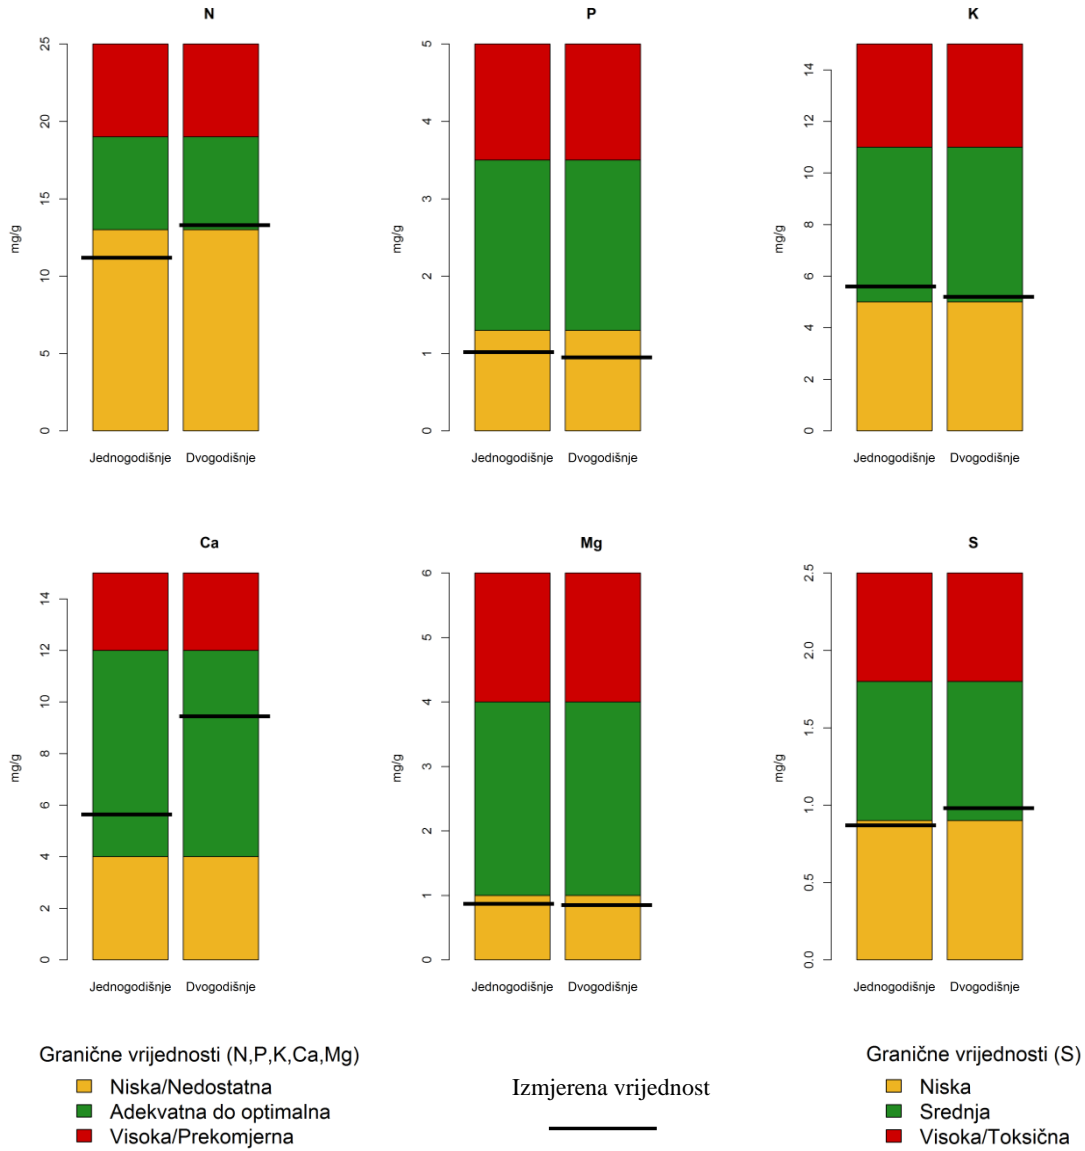 N
P
K
mg/g
0
5
10
15
20
25
Jednogodišnje
Dvogodišnje
mg/g
0
1
2
3
4
5
Jednogodišnje
Dvogodišnje
mg/g
0
2
4
6
8
10
12
14
Jednogodišnje
Dvogodišnje
Ca
Mg
S
mg/g
0
2
4
6
8
10
12
14
Jednogodišnje
Dvogodišnje
mg/g
0
1
2
3
4
5
6
Jednogodišnje
Dvogodišnje
mg/g
0.0
0.5
1.0
1.5
2.0
2.5
Jednogodišnje
Dvogodišnje
Granične vrijednosti (N,P,K,Ca,Mg)
Niska/Nedostatna
Adekvatna do optimalna
Visoka/Prekomjerna
Izmjerena vrijednost
Granične vrijednosti (S)
Niska
Srednja
Visoka/Toksična